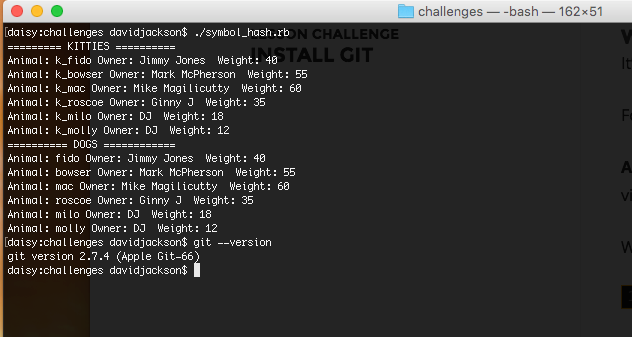 challenges — -bash — 162×51
[daisy:challenges davidjackson$ ./symbol_hash.rb
ON CHALLENGE
INSTALL GIT
========= KITTIES ==========
Animal: k_fido Owner: Jimmy Jones  Weight: 40
Animal: k_bowser Owner: Mark McPherson  Weight: 55
Animal: k_mac Owner: Mike Magilicutty  Weight: 60
Animal: k_roscoe Owner: Ginny J  Weight: 35
Animal: k_milo Owner: DJ  Weight: 18
Animal: k_molly Owner: DJ  Weight: 12
========== DOGS ============
Animal: fido Owner: Jimmy Jones  Weight: 40
Animal: bowser Owner: Mark McPherson  Weight: 55
Animal: mac Owner: Mike Magilicutty  Weight: 60
Animal: roscoe Owner: Ginny J  Weight: 35
Animal: milo Owner: DJ  Weight: 18
Animal: molly Owner: DJ  Weight: 12
[daisy:challenges davidjackson$ git --version
git version 2.7.4 (Apple Git-66)
daisy:challenges davidjackson$